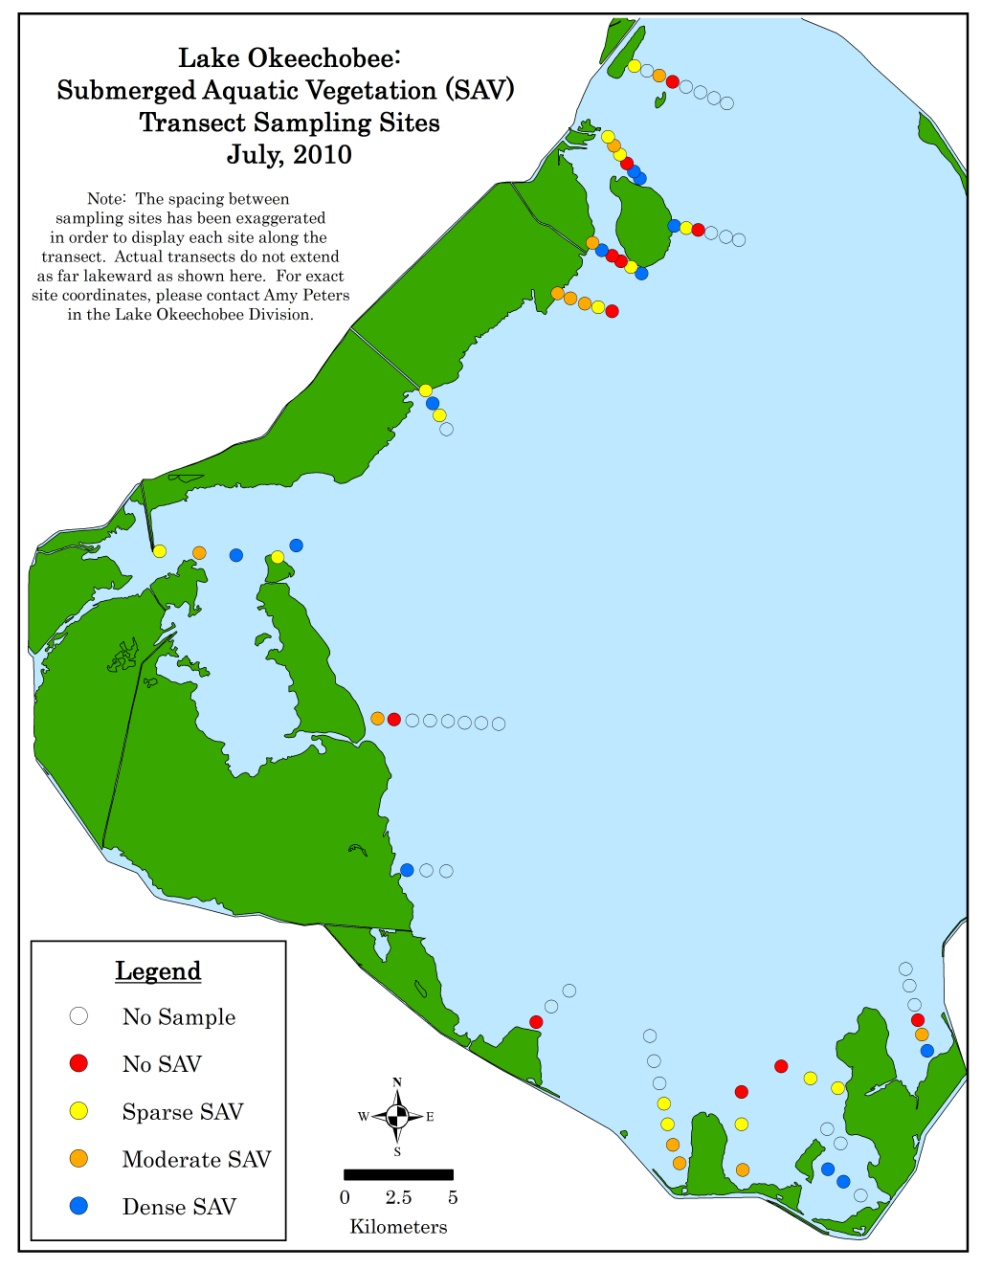 Lake Okeechobee:
Submerged Aquatic Vegetation (SAV)
Transect Sampling Sites
July, 2010
Note:  The spacing between
sampling sites has been exaggerated
in order to display each site along the
transect.  Actual transects do not extend
as far lakeward as shown here.  For exact
site coordinates, please contact Amy Peters
in the Lake Okeechobee Division.
Legend
No Sample
No SAV
Sparse SAV
Moderate SAV
Dense SAV
N
W E
S
0 2.5 5
Kilometers